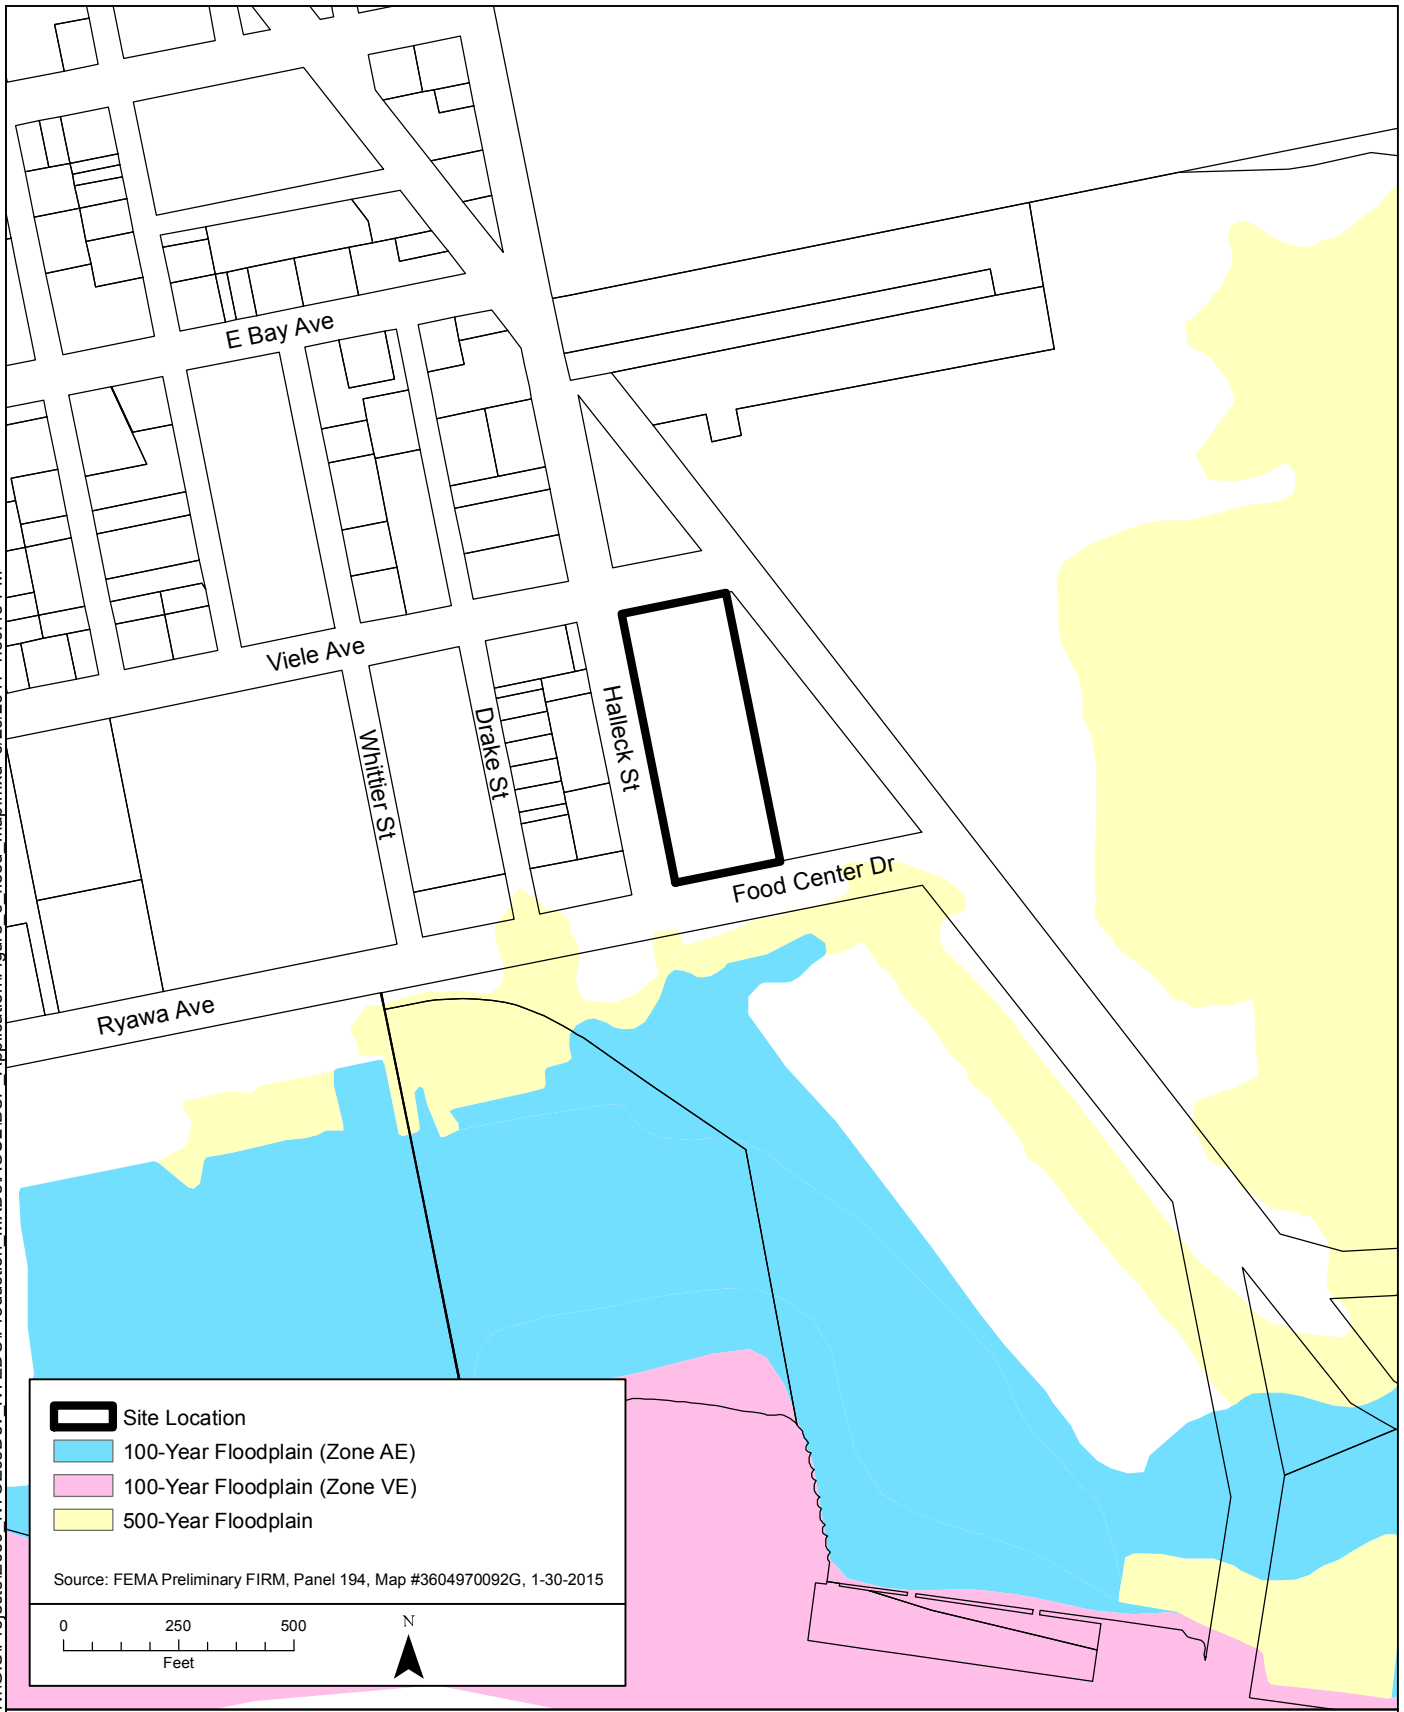 E Bay Ave
Viele Ave
Halleck St
Drake St
Whittier St
Food Center Dr
Ryawa Ave
Site Location
100-Year Floodplain (Zone AE)
100-Year Floodplain (Zone VE)
500-Year Floodplain
Source: FEMA Preliminary FIRM, Panel 194, Map #3604970092G, 1-30-2015
0 250 500
Feet
N